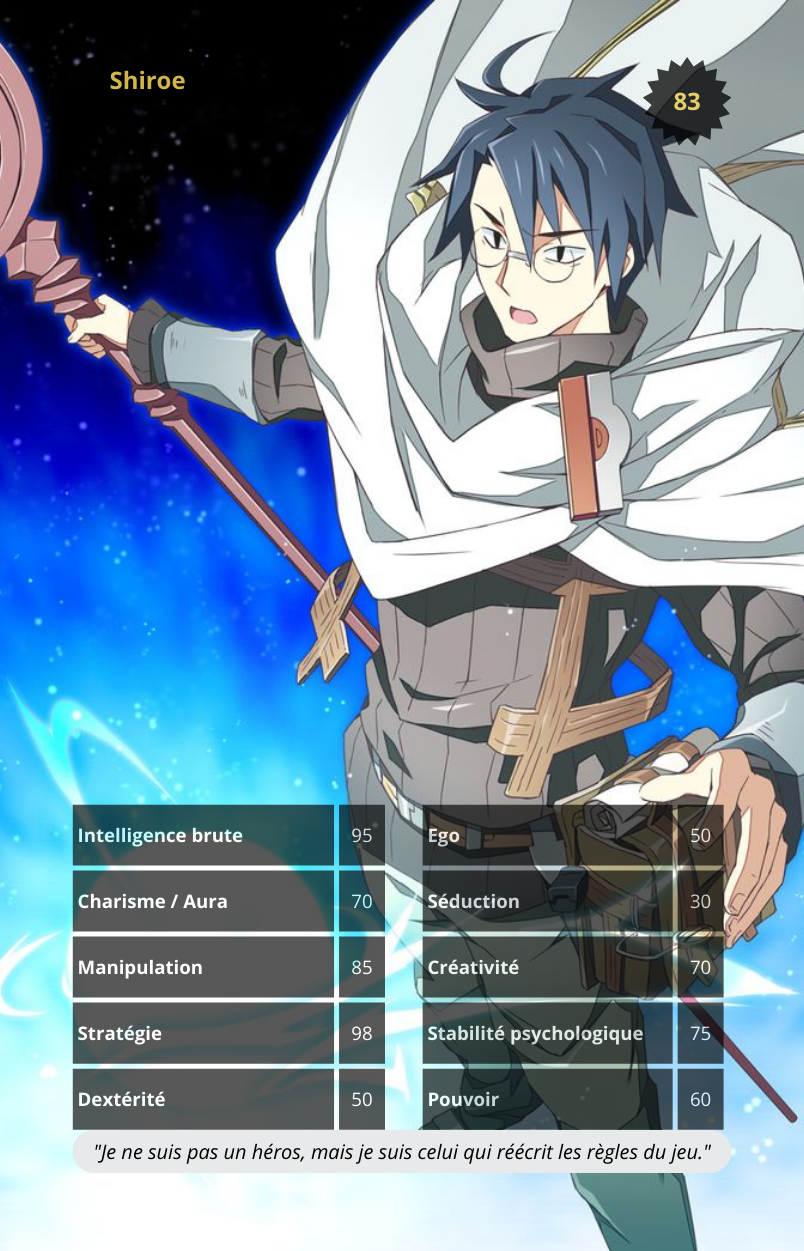 Shiroe
83
Intelligence brute 95 Ego 50
Charisme / Aura 70 Séduction 30
Manipulation 85 Créativité 70
Stratégie 98 Stabilité psychologique 75
Dextérité 50 Pouvoir 60
"Je ne suis pas un héros, mais je suis celui qui réécrit les règles du jeu."